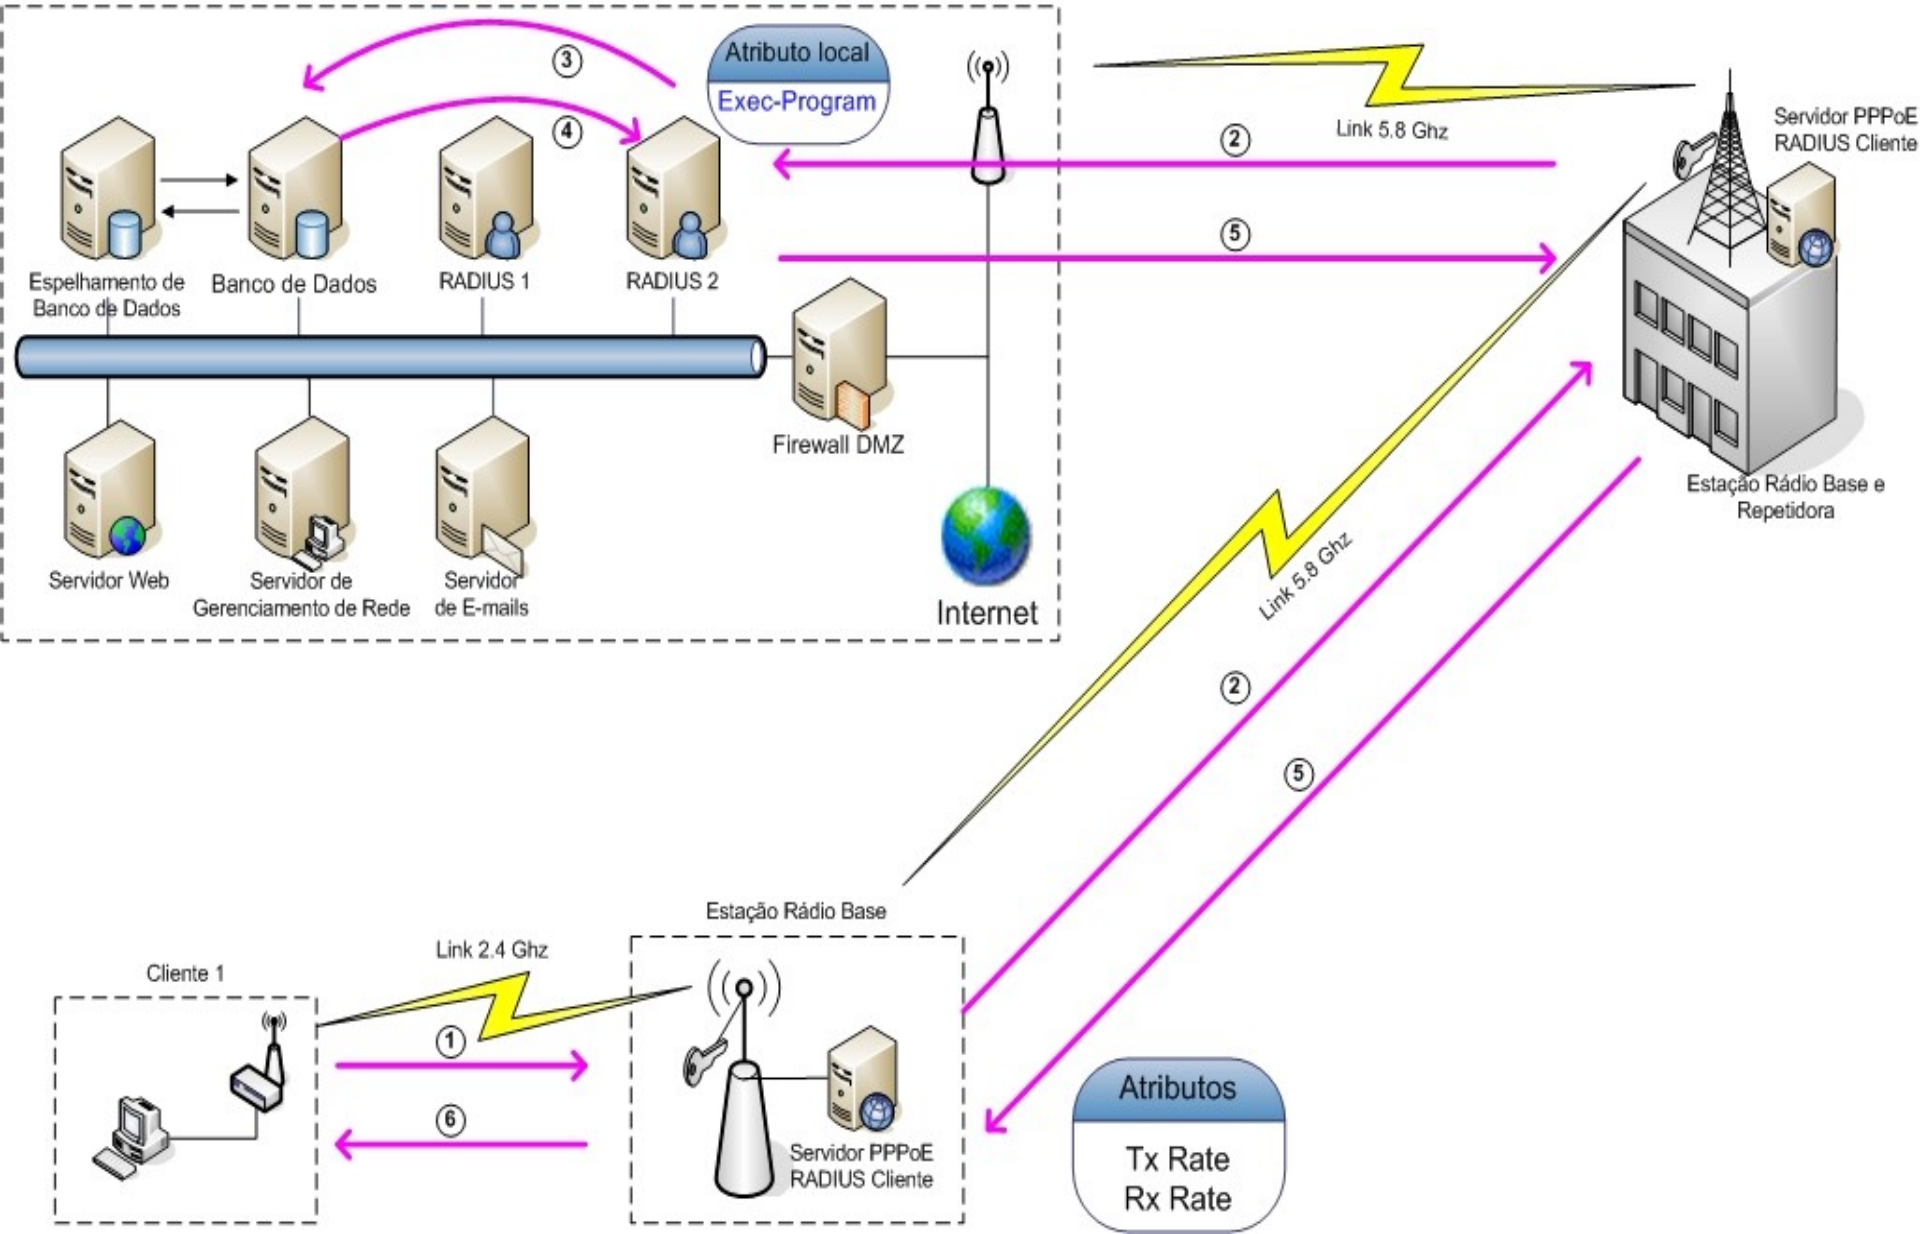 Atributo local
Exec-Program
3
4
Link 5.8 Ghz
2
5
Servidor PPPoE
RADIUS Cliente
Espelhamento de
Banco de Dados
Banco de Dados
RADIUS 1
RADIUS 2
Firewall DMZ
Estação Rádio Base e
Repetidora
Servidor Web
Servidor de
Gerenciamento de Rede
Servidor
de E-mails
Internet
Link 5.8 Ghz
2
5
Estação Rádio Base
Link 2.4 Ghz
Cliente 1
1
6
Servidor PPPoE
RADIUS Cliente
Atributos
Tx Rate
Rx Rate